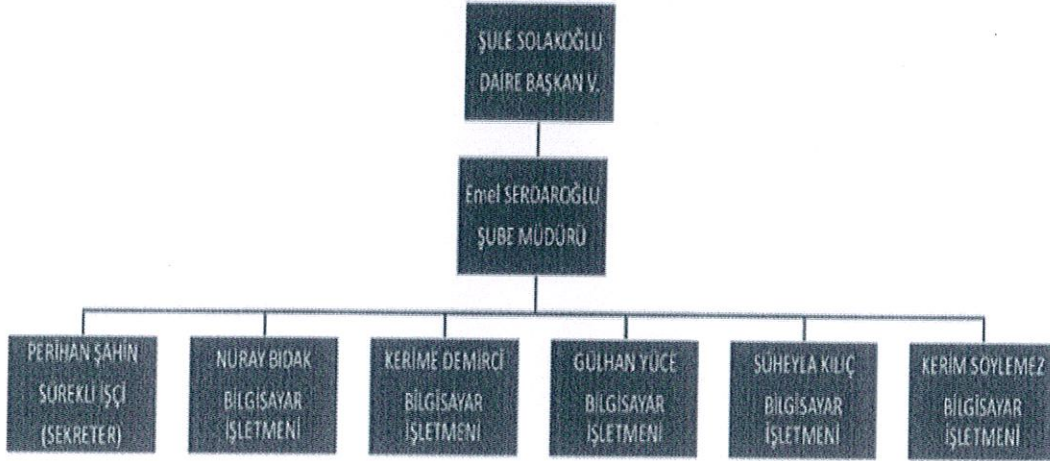 ŞULE SOLAKOĞLU
DAİRE BAŞKAN V.
Emel SERDAROĞLU
ŞUBE MÜDÜRÜ
PERİHAN ŞAHİN
SÜREKLİ İŞÇİ
(SEKRETER)
NURAY BIDAK
BİLGİSAYAR
İŞLETMENİ
KERİME DEMİRCİ
BİLGİSAYAR
İŞLETMENİ
GÜLHAN YÜCE
BİLGİSAYAR
İŞLETMENİ
SÜHEYLA KILIÇ
BİLGİSAYAR
İŞLETMENİ
KERİM SÖYLEMEZ
BİLGİSAYAR
İŞLETMENİ